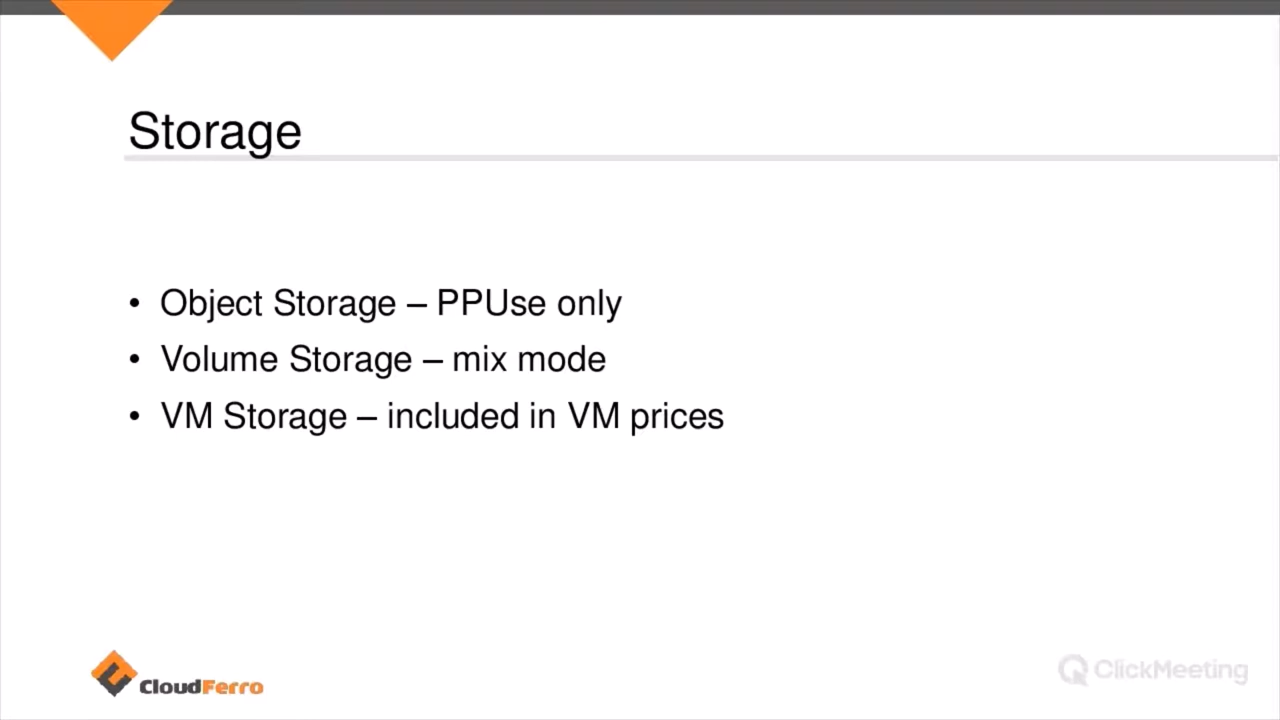 Storage
• Object Storage – PPUse only
• Volume Storage – mix mode
• VM Storage – included in VM prices
CloudFerro
ClickMeeting